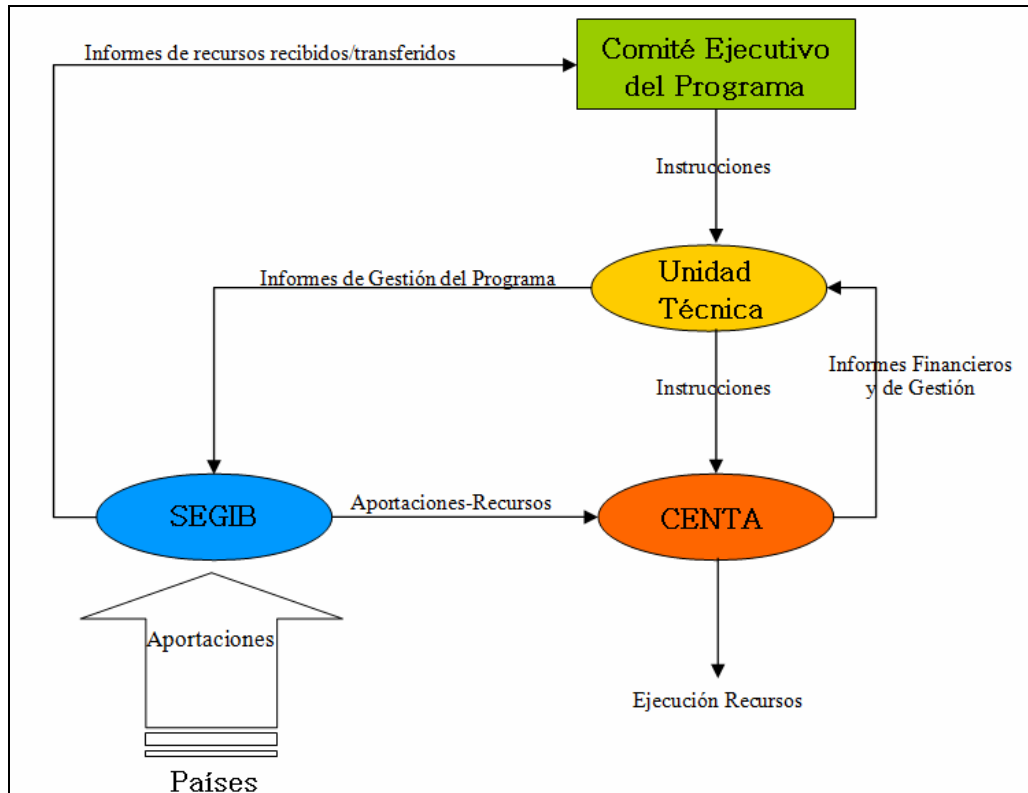 Informes de recursos recibidos/transferidos
Comité Ejecutivo
del Programa
Instrucciones
Informes de Gestión del Programa
Unidad
Técnica
Instrucciones
Informes Financieros
y de Gestión
SEGIB
Aportaciones-Recursos
CENTA
Aportaciones
Ejecución Recursos
Países